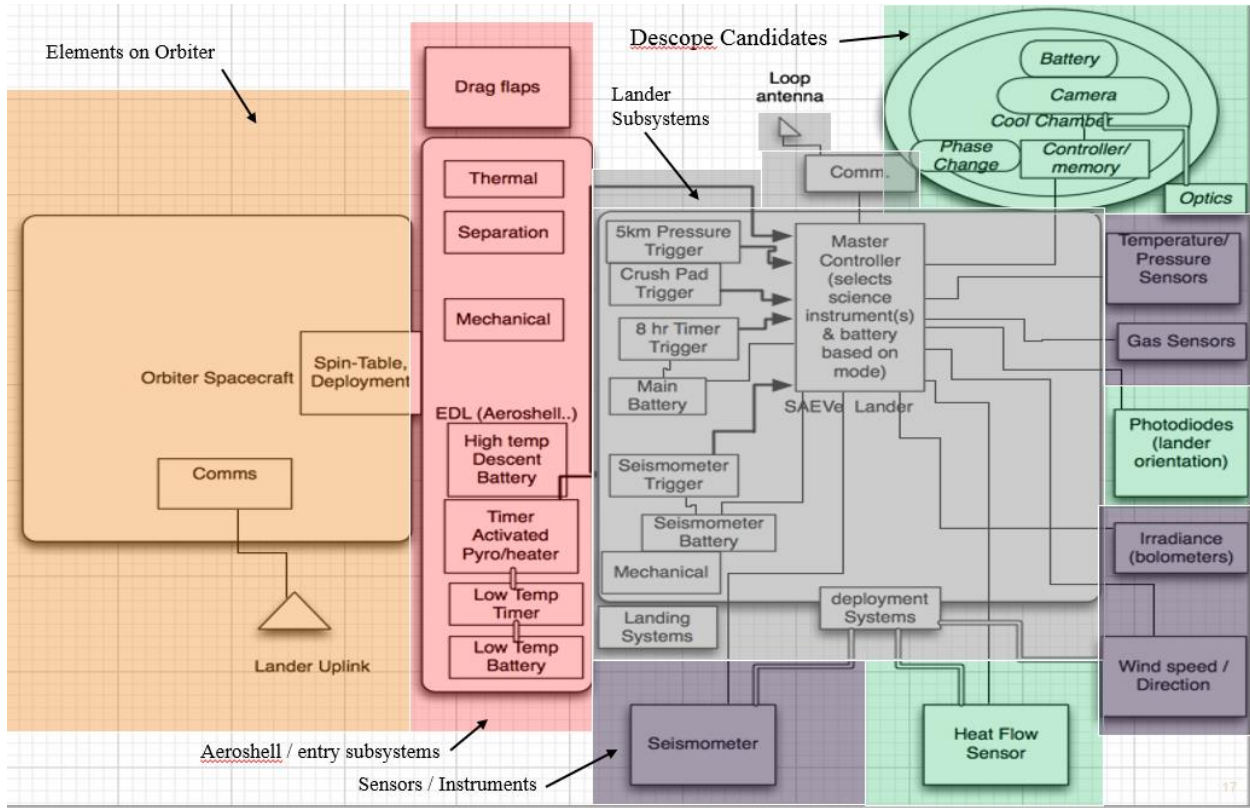 Elements on Orbiter
Descope Candidates
Drag flaps
Lander
Subsystems
Loop
antenna
Battery
Camera
Cool Chamber
Phase
Change
Controller/
memory
Optics
Comm.
Thermal
Separation
Mechanical
EDL (Aeroshell..)
High temp
Descent
Battery
Timer
Activated
Pyro/heater
Low Temp
Timer
Low Temp
Battery
Orbiter Spacecraft
Spin-Table,
Deployment
Comms
Lander Uplink
5km Pressure
Trigger
Crush Pad
Trigger
8 hr Timer
Trigger
Main
Battery
Master
Controller
(selects
science
instrument(s)
& battery
based on
mode)
SAEVe Lander
Seismometer
Trigger
Seismometer
Battery
Mechanical
Landing
Systems
deployment
Systems
Temperature/
Pressure
Sensors
Gas Sensors
Photodiodes
(lander
orientation)
Irradiance
(bolometers)
Wind speed /
Direction
Seismometer
Heat Flow
Sensor
Aeroshell / entry subsystems
Sensors / Instruments
17